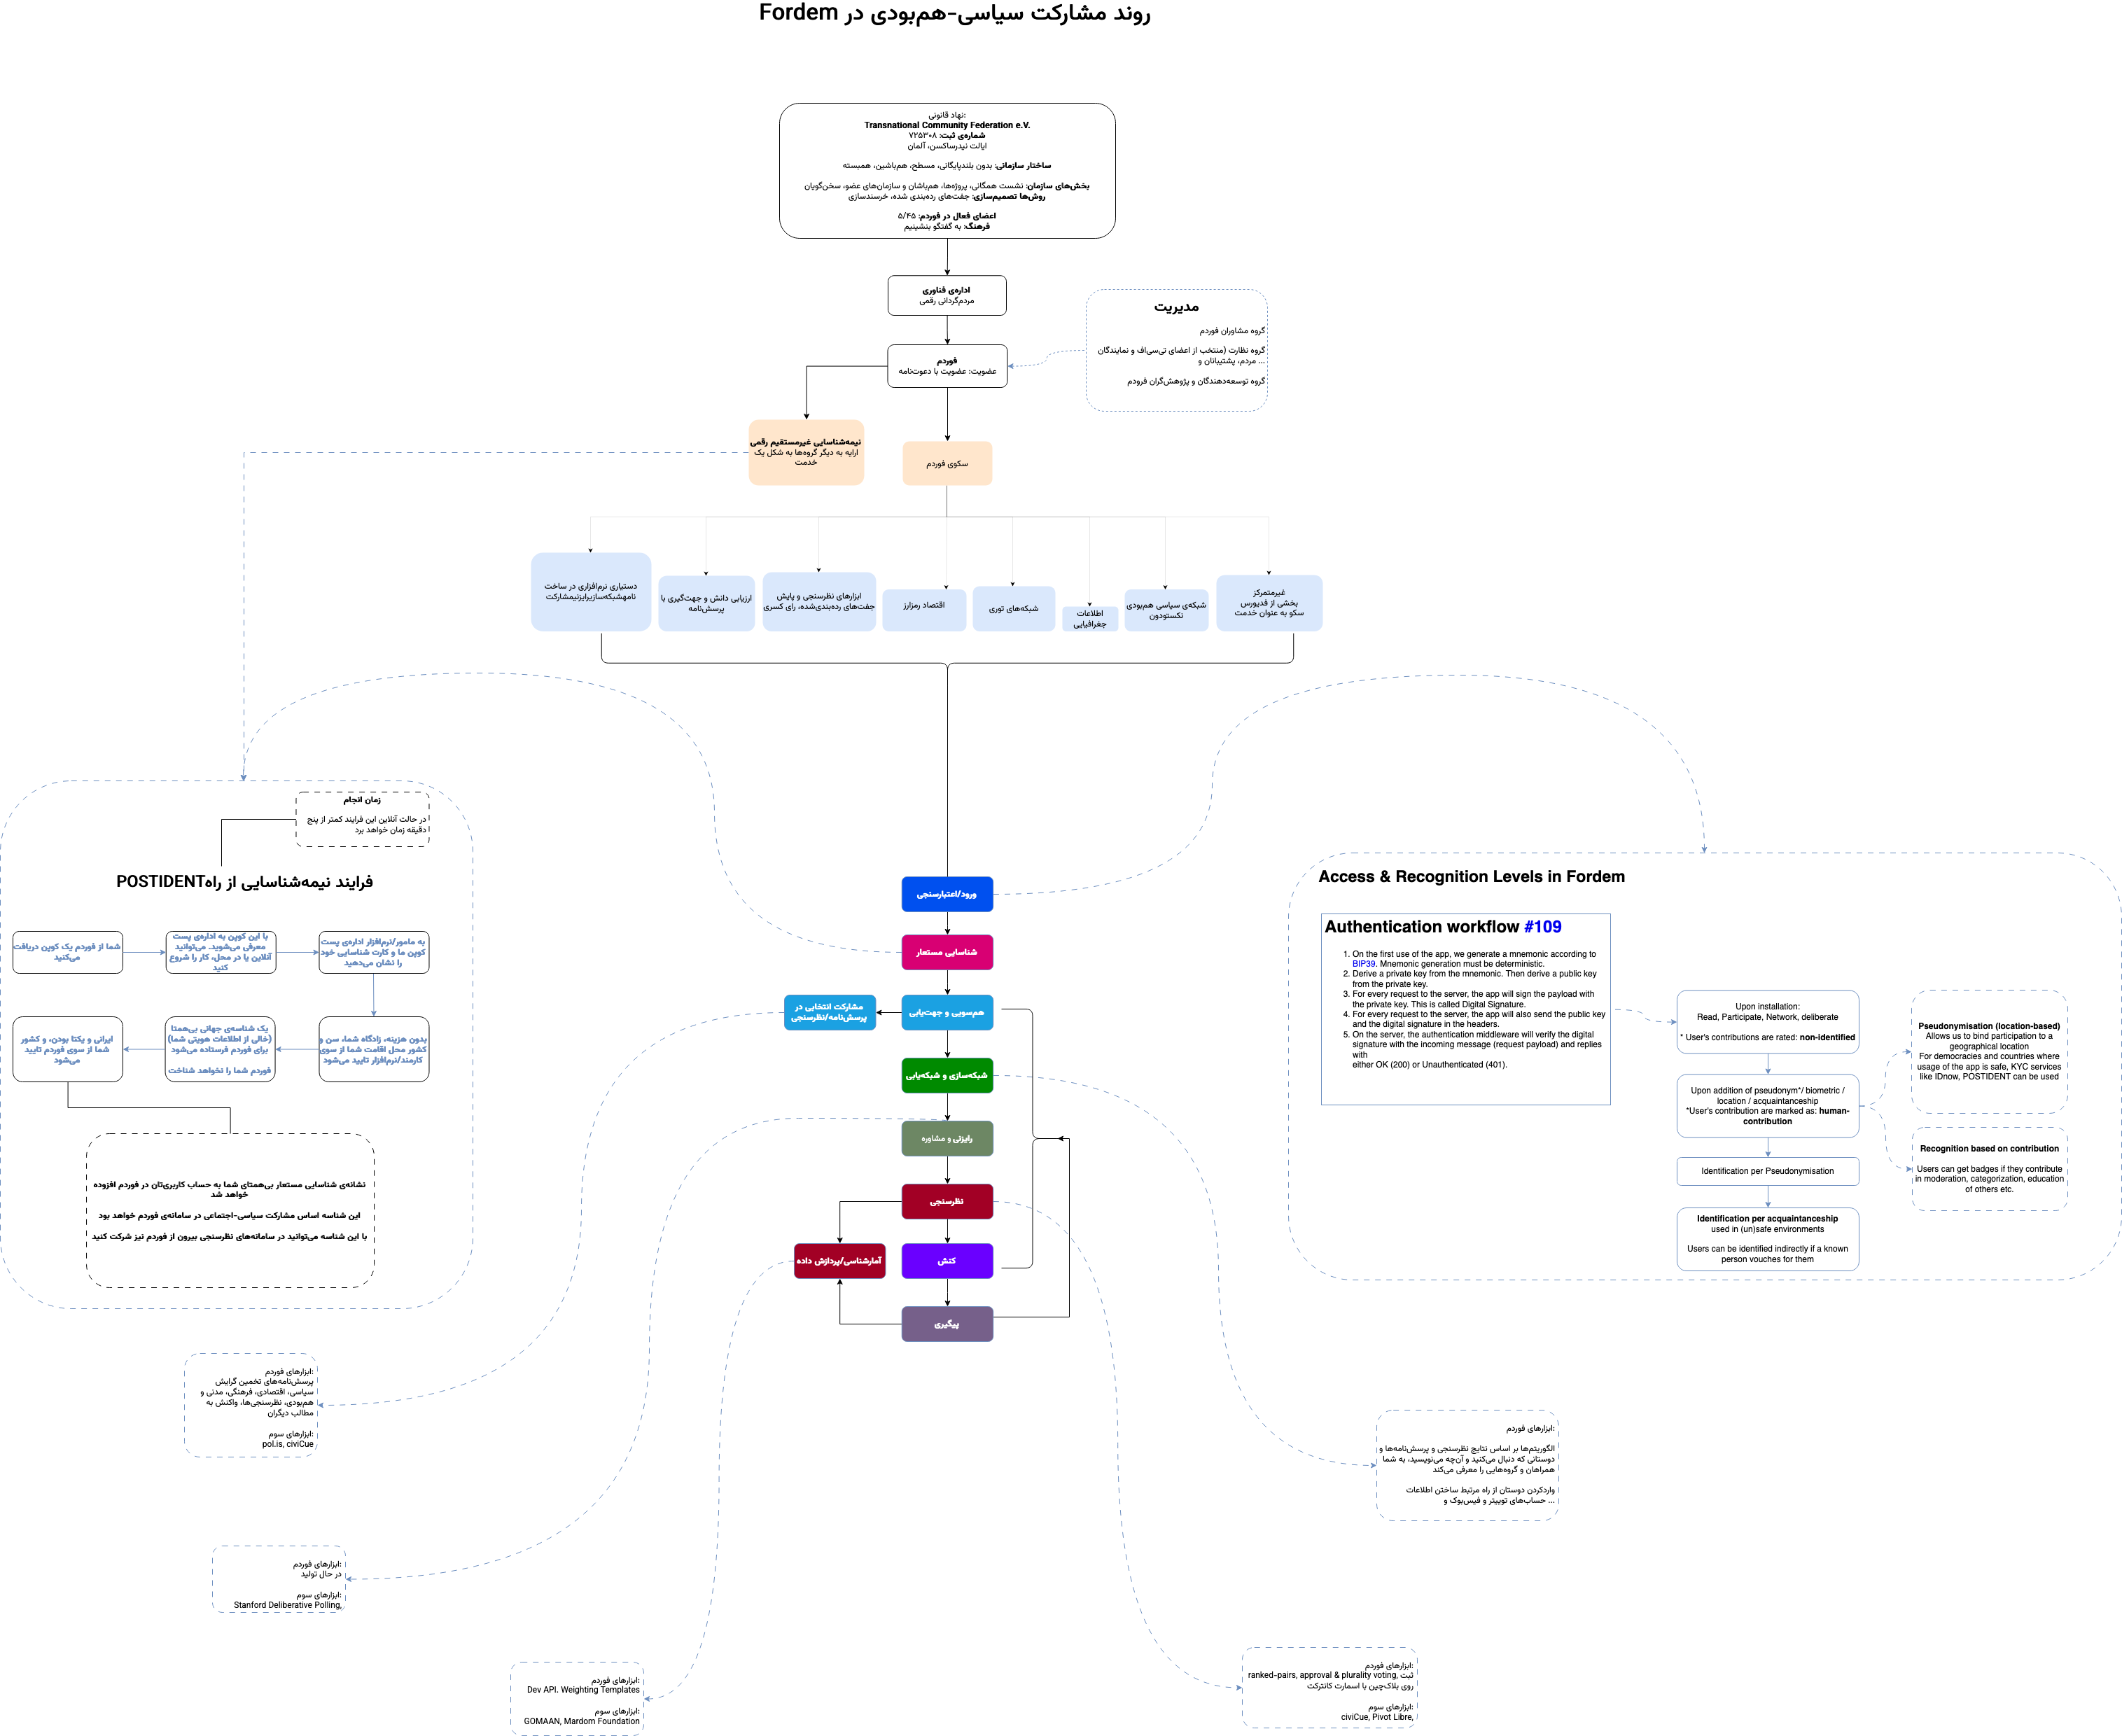 روند مشارکت سیاسی-هم‌بودی در Fordem
نهاد قانونی:
Transnational Community Federation e.V.
شماره‌ی ثبت: ۷۲۵۳۰۸
ایالت نیدرساکسن، آلمان
ساختار سازمانی: بدون بلندپایگانی، مسطح، هم‌باشین، همبسته
بخش‌های سازمان: نشست همگانی، پروژه‌ها، هم‌باشان و سازمان‌های عضو، سخن‌گویان
روش‌ها تصمیم‌سازی: جفت‌های رده‌بندی شده، خرسندسازی
اعضای فعال در فوردم: ۵/۴۵
فرهنگ: به گفتگو بنشینیم
اداره‌ی فناوری
مردم‌گردانی رقمی
مدیریت
گروه مشاوران فوردم
گروه نظارت (منتخب از اعضای تی‌سی‌اف و نمایندگان
مردم، پشتیبانان و ...
گروه توسعه‌دهندگان و پژوهش‌گران فرودم
فوردم
عضویت: عضویت با دعوت‌نامه
نیمه‌شناسایی غیرمستقیم رقمی
ارایه به دیگر گروه‌ها به شکل یک
خدمت
سکوی فوردم
دستیاری نرم‌افزاری در ساخت
نامهشبکه‌سازیرایزنیمشارکت
ارزیابی دانش و جهت‌گیری با
پرسش‌نامه
ابزارهای نظرسنجی و پایش
جفت‌های رده‌بندی‌شده، رای کسری
اقتصاد رمزارز
شبکه‌های توری
اطلاعات
جغرافیایی
شبکه‌ی سیاسی هم‌بودی
نکستودون
غیرمتمرکز
بخشی از فدیورس
سکو به عنوان خدمت
زمان انجام
در حالت آنلاین این فرایند کمتر از پنج
دقیقه زمان خواهد برد
فرایند نیمه‌شناسایی از راهPOSTIDENT
شما از فوردم یک کوپن دریافت
می‌کنید
با این کوپن به اداره‌ی پست
معرفی می‌شوید. می‌توانید
آنلاین یا در محل، کار را شروع
کنید
به مامور/نرم‌افزار اداره‌ی پست
کوپن ما و کارت شناسایی خود
را نشان می‌دهید
بدون هزینه، زادگاه شما، سن و
کشور محل اقامت شما از سوی
کارمند/نرم‌افزار تایید می‌شود
یک شناسه‌ی جهانی بی‌همتا
(خالی از اطلاعات هویتی شما)
برای فوردم فرستاده می‌شود
فوردم شما را نخواهد شناخت
ایرانی و یکتا بودن، و کشور
شما از سوی فوردم تایید
می‌شود
نشانه‌ی شناسایی مستعار بی‌همتای شما به حساب کاربری‌تان در فوردم افزوده
خواهد شد
این شناسه اساس مشارکت سیاسی-اجتماعی در سامانه‌ی فوردم خواهد بود
با این شناسه می‌توانید در سامانه‌های نظرسنجی بیرون از فوردم نیز شرکت کنید
ورود/اعتبارسنجی
شناسایی مستعار
هم‌سویی و جهت‌یابی
مشارکت انتخابی در
پرسش‌نامه/نظرسنجی
شبکه‌سازی و شبکه‌یابی
رایزنی و مشاوره
نظرسنجی
آمارشناسی/پردازش داده
کنش
پیگیری
Access & Recognition Levels in Fordem
Authentication workflow #109
1. On the first use of the app, we generate a mnemonic according to
BIP39. Mnemonic generation must be deterministic.
2. Derive a private key from the mnemonic. Then derive a public key
from the private key.
3. For every request to the server, the app will sign the payload with
the private key. This is called Digital Signature.
4. For every request to the server, the app will also send the public key
and the digital signature in the headers.
5. On the server, the authentication middleware will verify the digital
signature with the incoming message (request payload) and replies
with
either OK (200) or Unauthenticated (401).
Upon installation:
Read, Participate, Network, deliberate
* User's contributions are rated: non-identified
Upon addition of pseudonym*/ biometric /
location / acquaintanceship
*User's contribution are marked as: human-
contribution
Identification per Pseudonymisation
Identification per acquaintanceship
used in (un)safe environments
Users can be identified indirectly if a known
person vouches for them
Pseudonymisation (location-based)
Allows us to bind participation to a
geographical location
For democracies and countries where
usage of the app is safe, KYC services
like IDnow, POSTIDENT can be used
Recognition based on contribution
Users can get badges if they contribute
in moderation, categorization, education
of others etc.
ابزارهای فوردم:
پرسش‌نامه‌های تخمین گرایش
سیاسی، اقتصادی، فرهنگی، مدنی و
هم‌بودی، نظرسنجی‌ها، واکنش به
مطالب دیگران
ابزارهای سوم:
pol.is, civiCue
ابزارهای فوردم:
الگوریتم‌ها بر اساس نتایج نظرسنجی و پرسش‌نامه‌ها و
دوستانی که دنبال می‌کنید و آن‌چه می‌نویسید، به شما
همراهان و گروه‌هایی را معرفی می‌کند
واردکردن دوستان از راه مرتبط ساختن اطلاعات
حساب‌های توییتر و فیس‌بوک و ...
ابزارهای فوردم:
در حال تولید
ابزارهای سوم:
Stanford Deliberative Polling,
ابزارهای فوردم:
Dev API. Weighting Templates
ابزارهای سوم:
GOMAAN, Mardom Foundation
ابزارهای فوردم:
ranked-pairs, approval & plurality voting, ثبت
روی بلاک‌چین با اسمارت کانترکت
ابزارهای سوم:
civiCue, Pivot Libre,